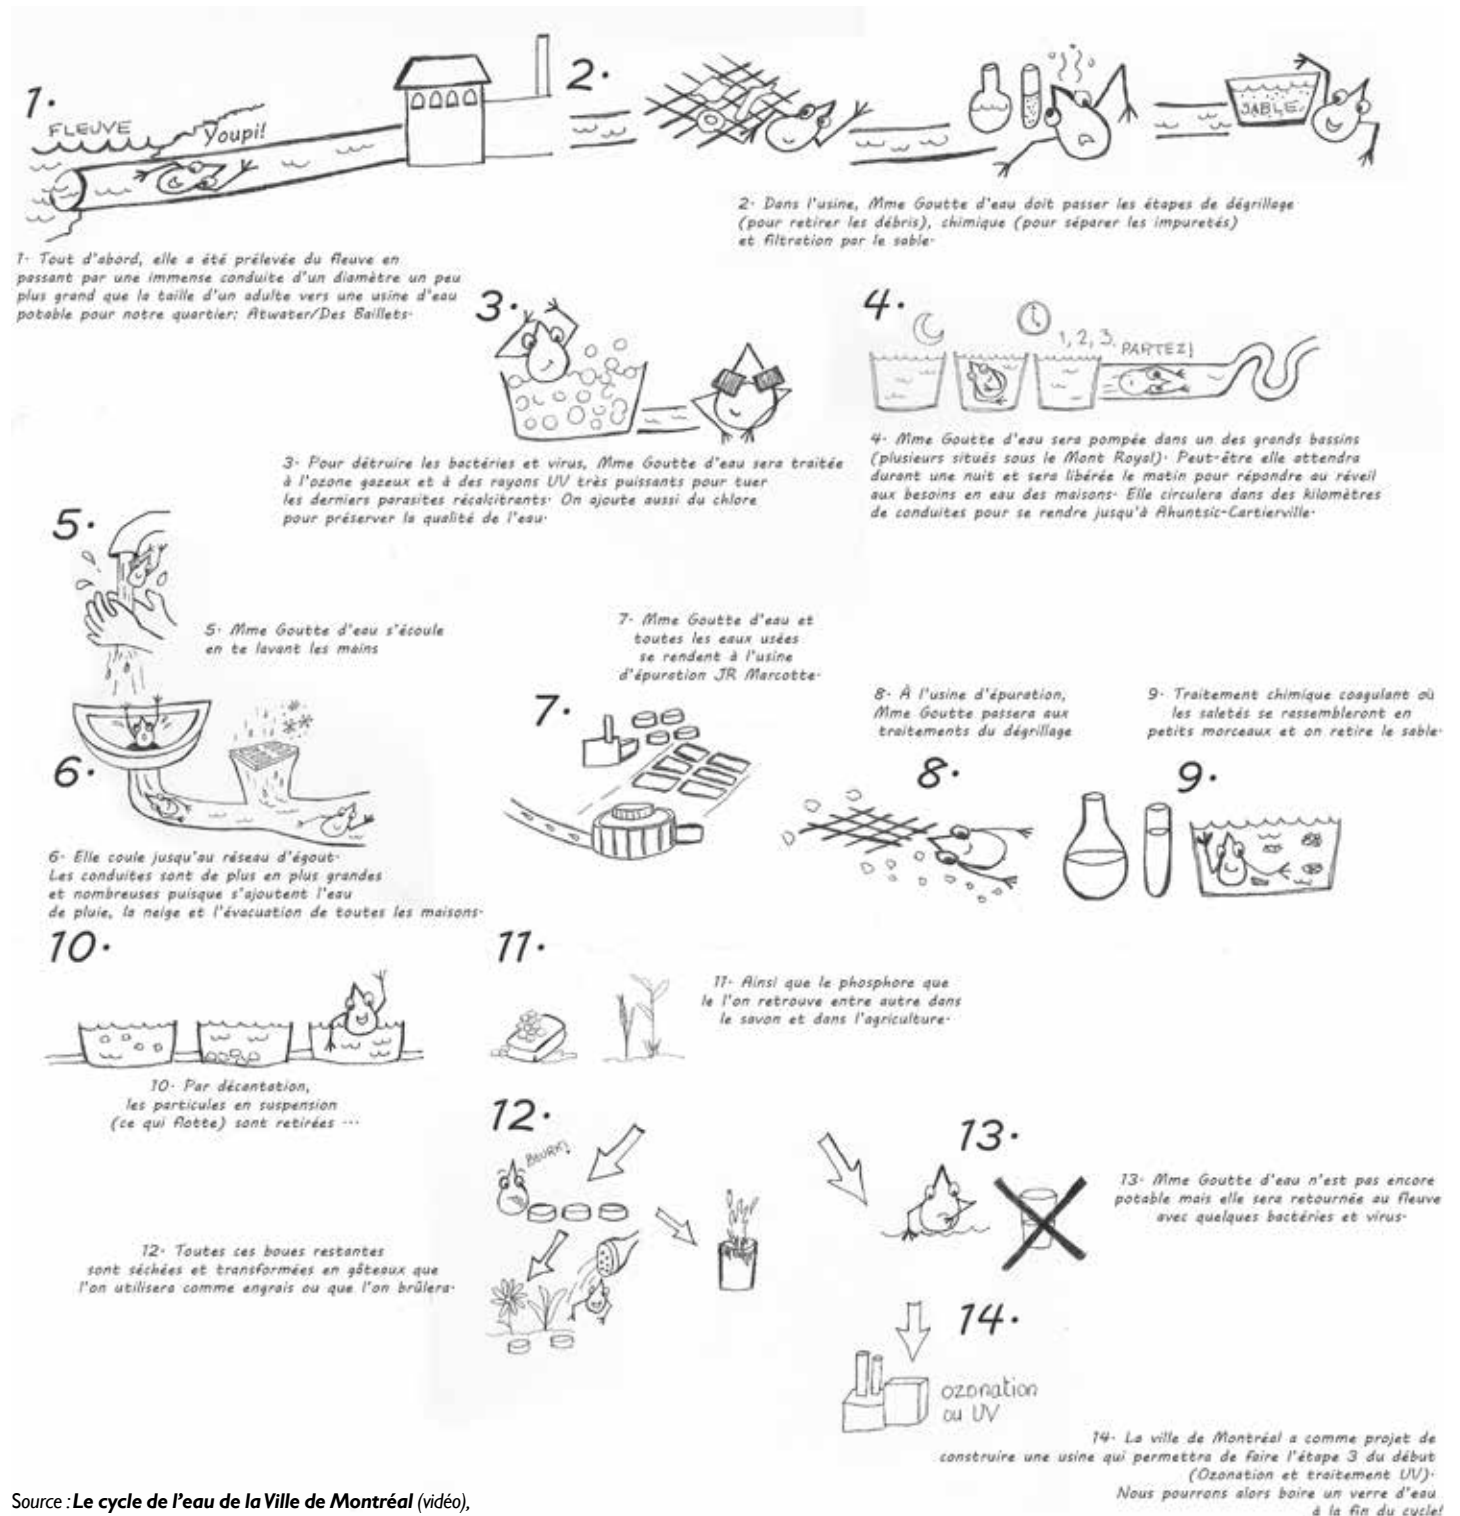 1.
FLEUVE
Youpi!
1. Tout d'abord, elle a été prélevée du fleuve en
passant par une immense conduite d'un diamètre un peu
plus grand que la taille d'un adulte vers une usine d'eau
potable pour notre quartier: Atwater/Des Baillets.
2.
SABLE
2. Dans l'usine, Mme Goutte d'eau doit passer les étapes de dégrillage
(pour retirer les débris), chimique (pour séparer les impuretés)
et filtration par le sable.
3.
3. Pour détruire les bactéries et virus, Mme Goutte d'eau sera traitée
à l'ozone gazeux et à des rayons UV très puissants pour tuer
les derniers parasites récalcitrants. On ajoute aussi du chlore
pour préserver la qualité de l'eau.
4.
1, 2, 3. PARTEZ!
4. Mme Goutte d'eau sera pompée dans un des grands bassins
(plusieurs situés sous le Mont Royal). Peut-être elle attendra
durant une nuit et sera libérée le matin pour répondre au réveil
aux besoins en eau des maisons. Elle circulera dans des kilomètres
de conduites pour se rendre jusqu'à Ahuntsic-Cartierville.
5.
5. Mme Goutte d'eau s'écoule
en te lavant les mains
6.
6. Elle coule jusqu'au réseau d'égout.
Les conduites sont de plus en plus grandes
et nombreuses puisque s'ajoutent l'eau
de pluie, la neige et l'évacuation de toutes les maisons.
7. Mme Goutte d'eau et
toutes les eaux usées
se rendent à l'usine
d'épuration JR Marcotte.
7.
8. À l'usine d'épuration,
Mme Goutte passera aux
traitements du dégrillage
8.
9. Traitement chimique coagulant où
les saletés se rassembleront en
petits morceaux et on retire le sable.
9.
10.
10. Par décantation,
les particules en suspension
(ce qui flotte) sont retirées ...
11.
11. Ainsi que le phosphore que
le l'on retrouve entre autre dans
le savon et dans l'agriculture.
12.
BEURK!
12. Toutes ces boues restantes
sont séchées et transformées en gâteaux que
l'on utilisera comme engrais ou que l'on brûlera.
13.
13. Mme Goutte d'eau n'est pas encore
potable mais elle sera retournée au fleuve
avec quelques bactéries et virus.
14.
ozonation
ou UV
14. La ville de Montréal a comme projet de
construire une usine qui permettra de faire l'étape 3 du début
(Ozonation et traitement UV).
Nous pourrons alors boire un verre d'eau
à la fin du cycle!
Source : Le cycle de l'eau de la Ville de Montréal (vidéo),